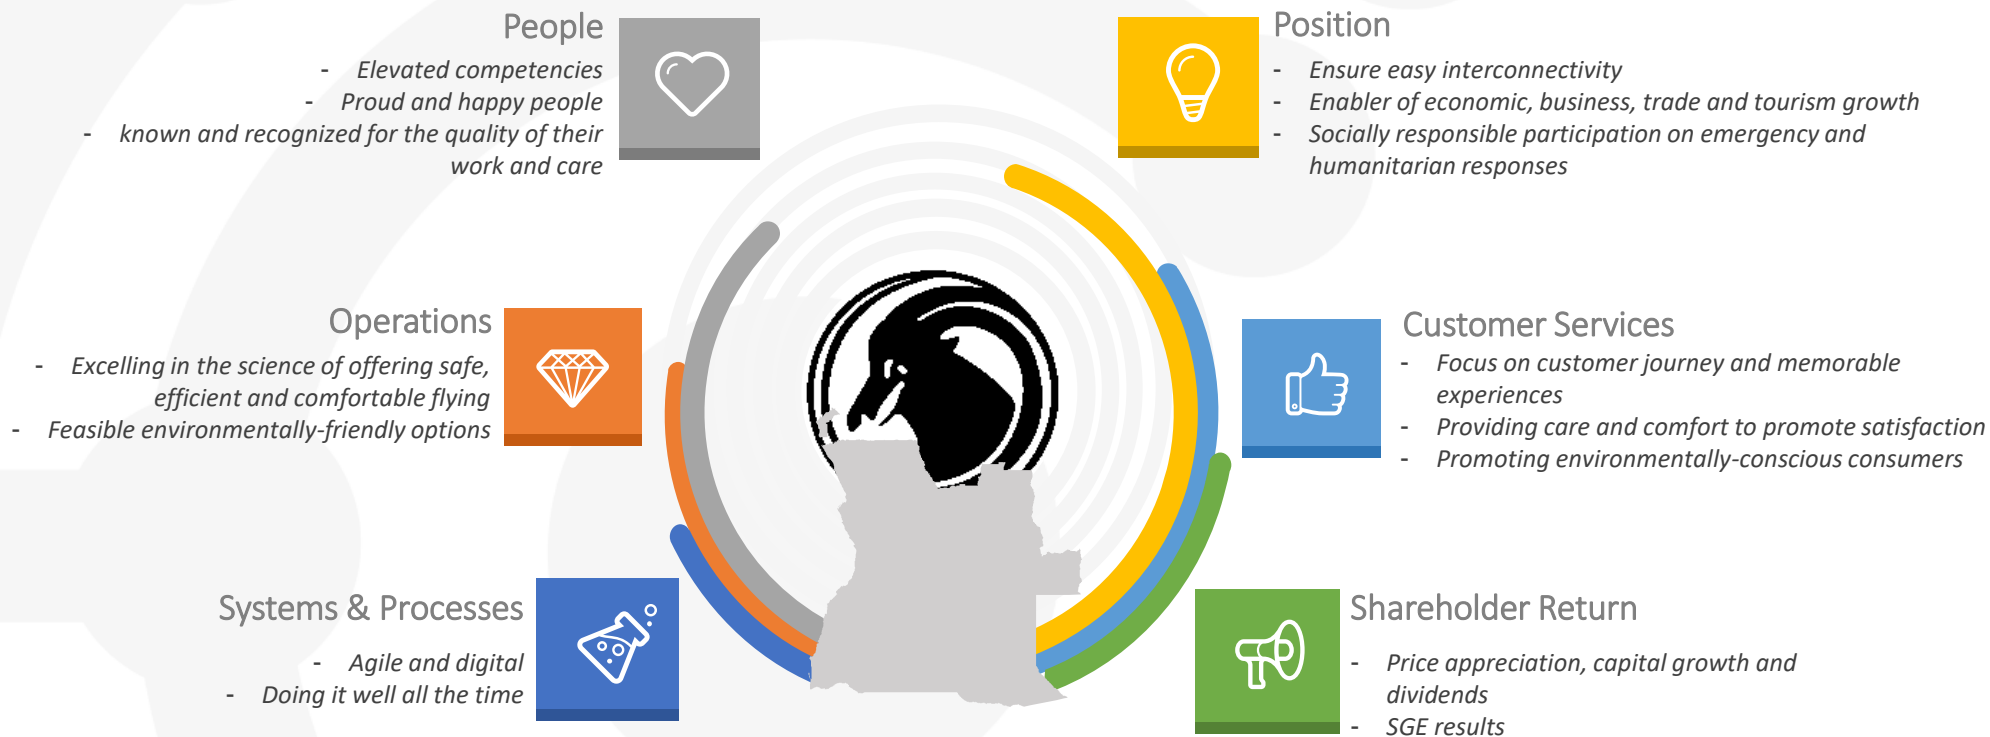 People
- Elevated competencies
- Proud and happy people
- known and recognized for the quality of their
work and care
Operations
- Excelling in the science of offering safe,
efficient and comfortable flying
- Feasible environmentally-friendly options
Systems & Processes
- Agile and digital
- Doing it well all the time
Position
- Ensure easy interconnectivity
- Enabler of economic, business, trade and tourism growth
- Socially responsible participation on emergency and
humanitarian responses
Customer Services
- Focus on customer journey and memorable
experiences
- Providing care and comfort to promote satisfaction
- Promoting environmentally-conscious consumers
Shareholder Return
- Price appreciation, capital growth and
dividends
- SGE results